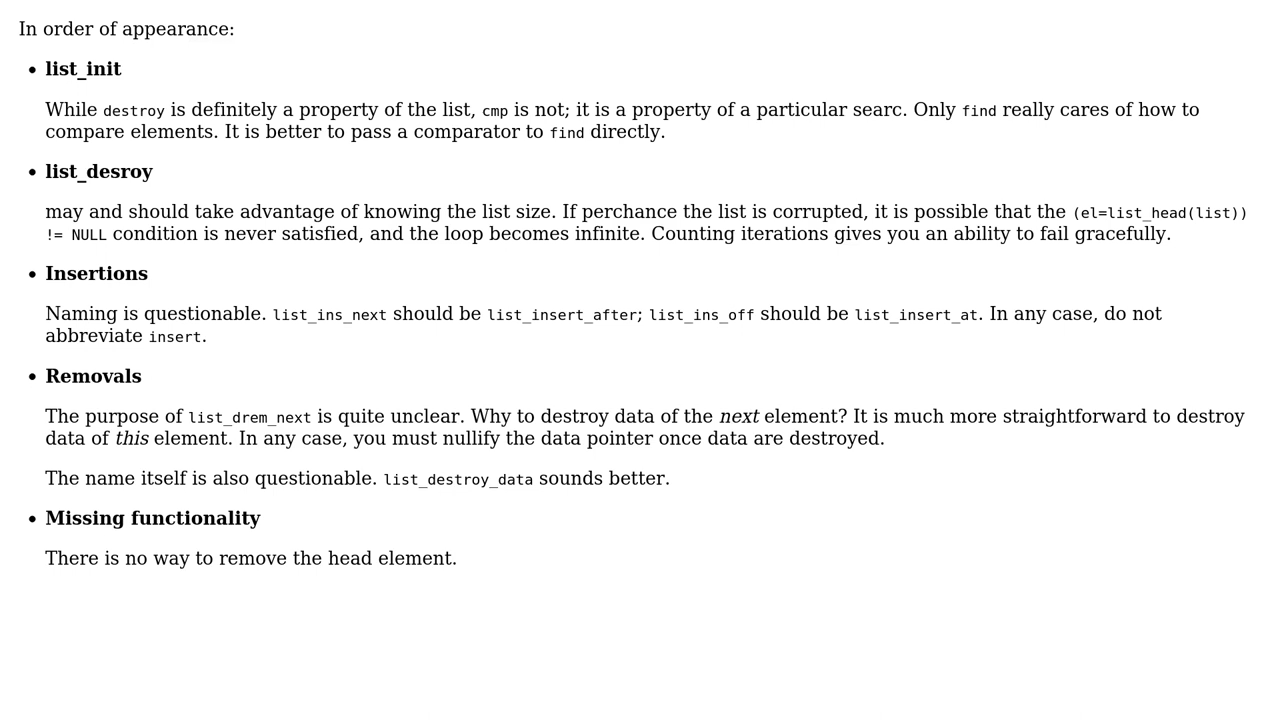 In order of appearance:
• list_init
While destroy is definitely a property of the list, cmp is not; it is a property of a particular searc. Only find really cares of how to
compare elements. It is better to pass a comparator to find directly.
• list_desroy
may and should take advantage of knowing the list size. If perchance the list is corrupted, it is possible that the (el=list_head(list))
!= NULL condition is never satisfied, and the loop becomes infinite. Counting iterations gives you an ability to fail gracefully.
• Insertions
Naming is questionable. list_ins_next should be list_insert_after; list_ins_off should be list_insert_at. In any case, do not
abbreviate insert.
• Removals
The purpose of list_drem_next is quite unclear. Why to destroy data of the next element? It is much more straightforward to destroy
data of this element. In any case, you must nullify the data pointer once data are destroyed.
The name itself is also questionable. list_destroy_data sounds better.
• Missing functionality
There is no way to remove the head element.